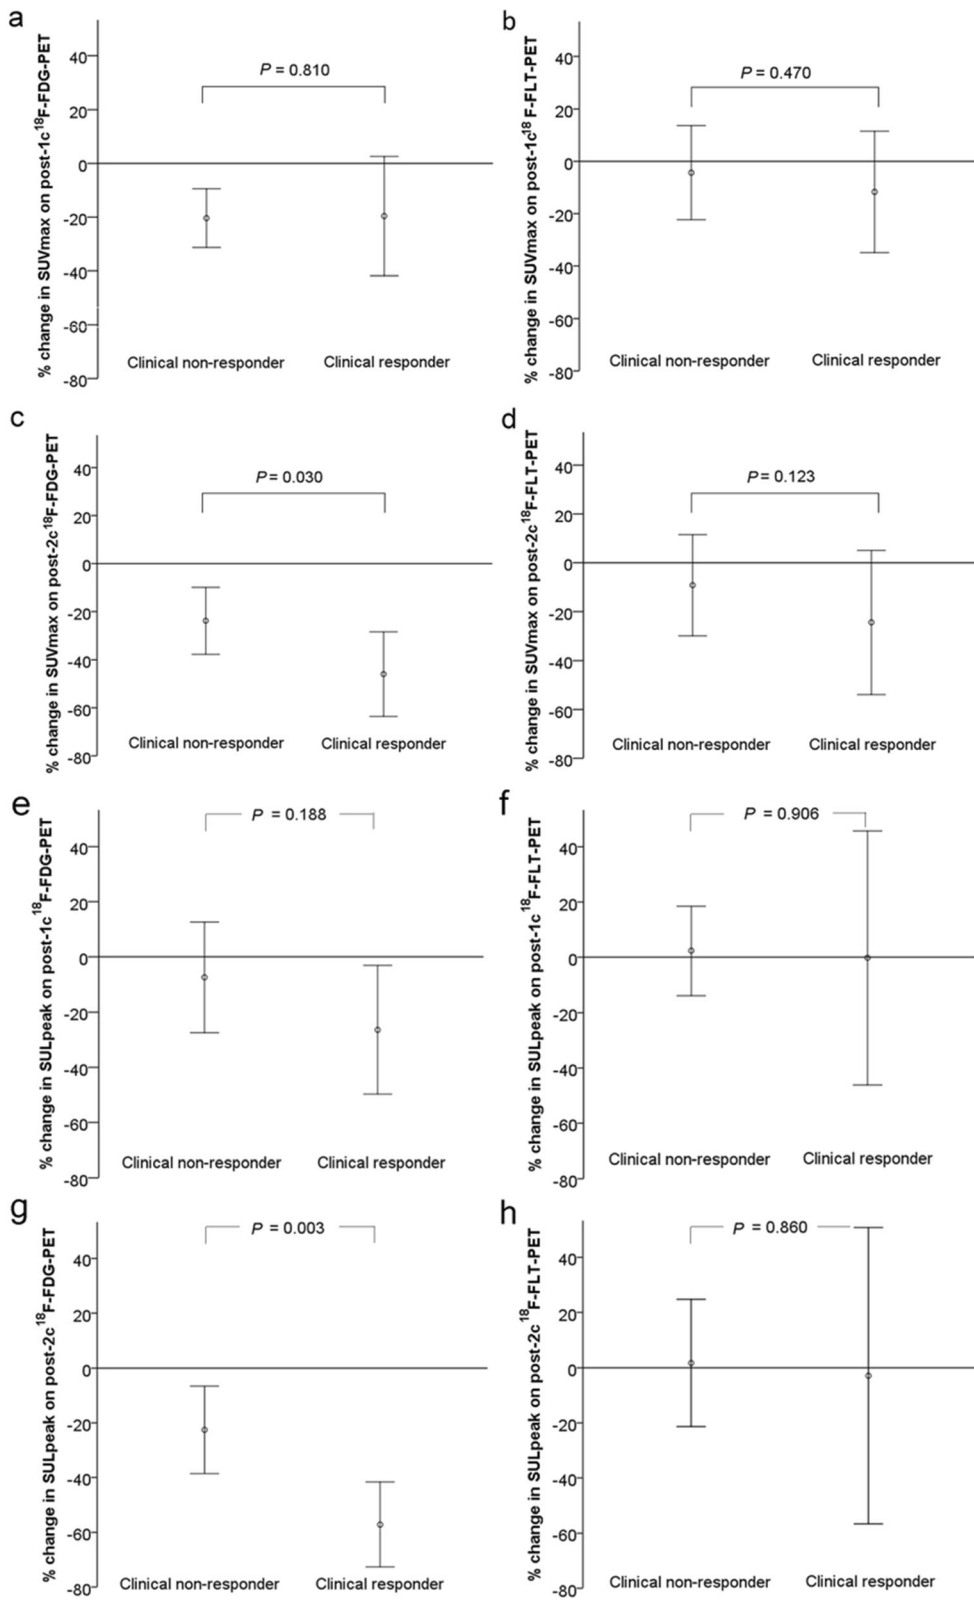 a
% change in SUVmax on post-1c 18F-FDG-PET
40
20
0
-20
-40
-60
-80
P = 0.810
Clinical non-responder
Clinical responder
b
% change in SUVmax on post-1c 18 F-FLT-PET
40
20
0
-20
-40
-60
-80
P = 0.470
Clinical non-responder
Clinical responder
c
% change in SUVmax on post-2c 18F-FDG-PET
40
20
0
-20
-40
-60
-80
P = 0.030
Clinical non-responder
Clinical responder
d
% change in SUVmax on post-2c 18F-FLT-PET
40
20
0
-20
-40
-60
-80
P = 0.123
Clinical non-responder
Clinical responder
e
% change in SULpeak on post-1c 18F-FDG-PET
40
20
0
-20
-40
-60
-80
P = 0.188
Clinical non-responder
Clinical responder
f
% change in SULpeak on post-1c 18F-FLT-PET
40
20
0
-20
-40
-60
-80
P = 0.906
Clinical non-responder
Clinical responder
g
% change in SULpeak on post-2c 18F-FDG-PET
40
20
0
-20
-40
-60
-80
P = 0.003
Clinical non-responder
Clinical responder
h
% change in SULpeak on post-2c 18F-FLT-PET
40
20
0
-20
-40
-60
-80
P = 0.860
Clinical non-responder
Clinical responder